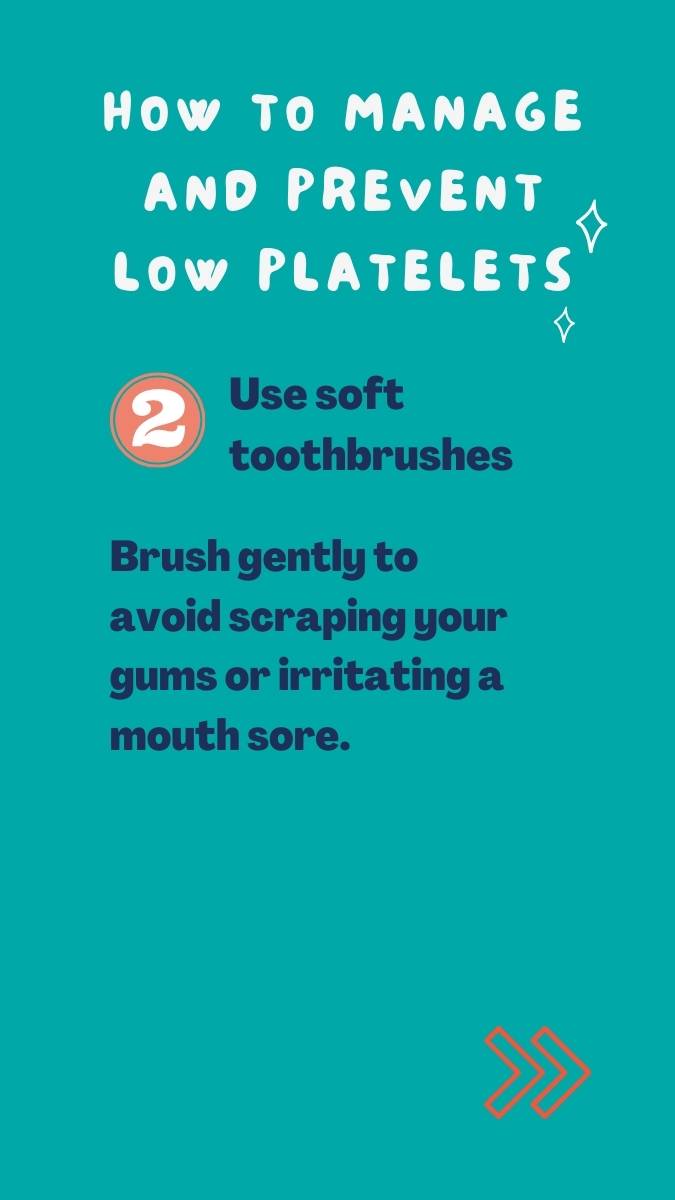 HOW TO MANAGE
AND PREVENT
LOW PLATELETS
2
Use soft
toothbrushes
Brush gently to
avoid scraping your
gums or irritating a
mouth sore.